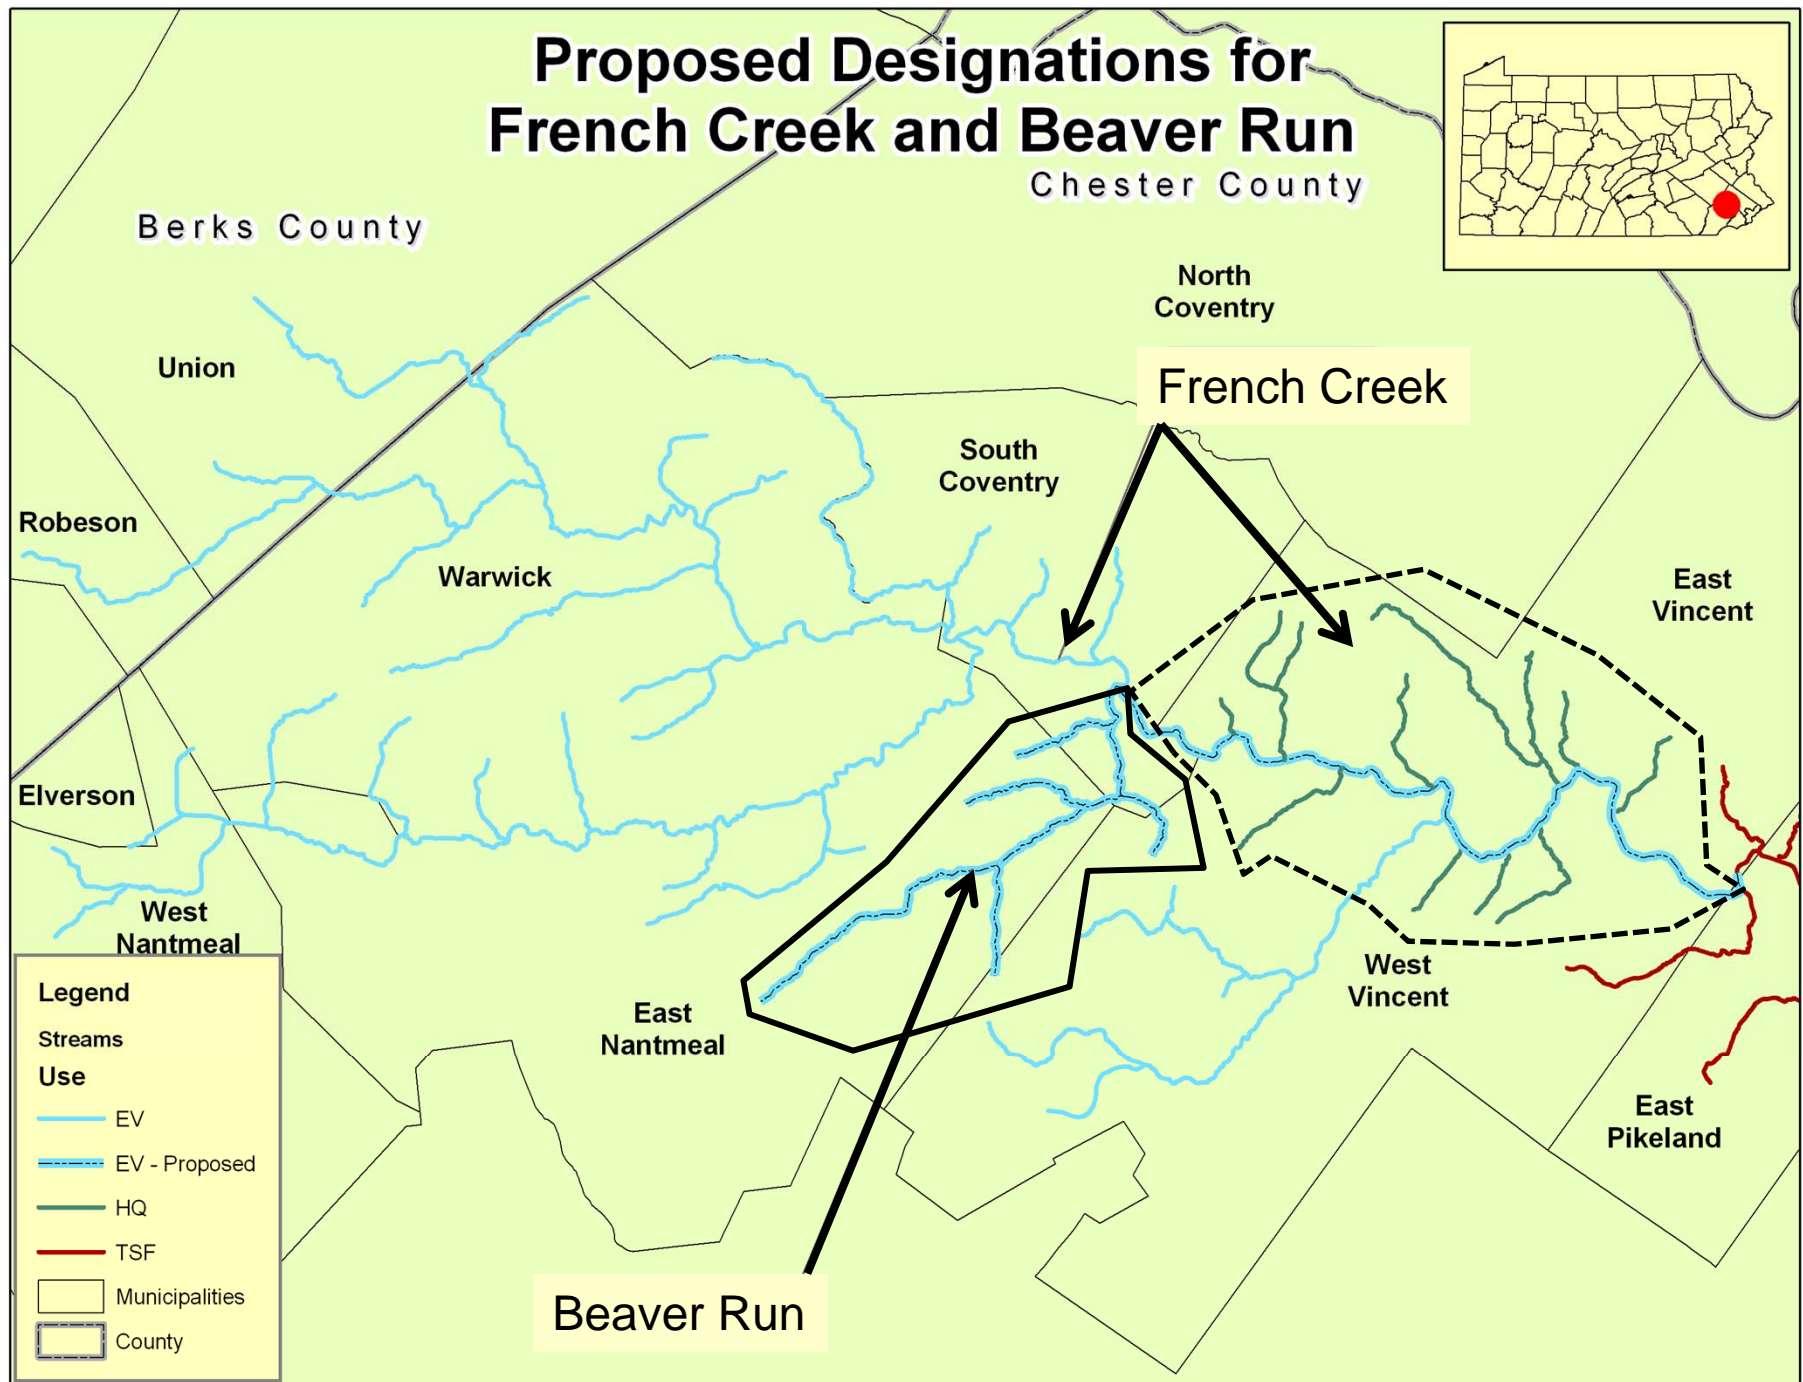 Proposed Designations for
French Creek and Beaver Run
Chester County
Berks County
North
Coventry
Union
French Creek
South
Coventry
Robeson
Warwick
East
Vincent
Elverson
West
Nantmeal
West
Vincent
East
Nantmeal
East
Pikeland
Beaver Run
Legend
Streams
Use
EV
EV - Proposed
HQ
TSF
Municipalities
County